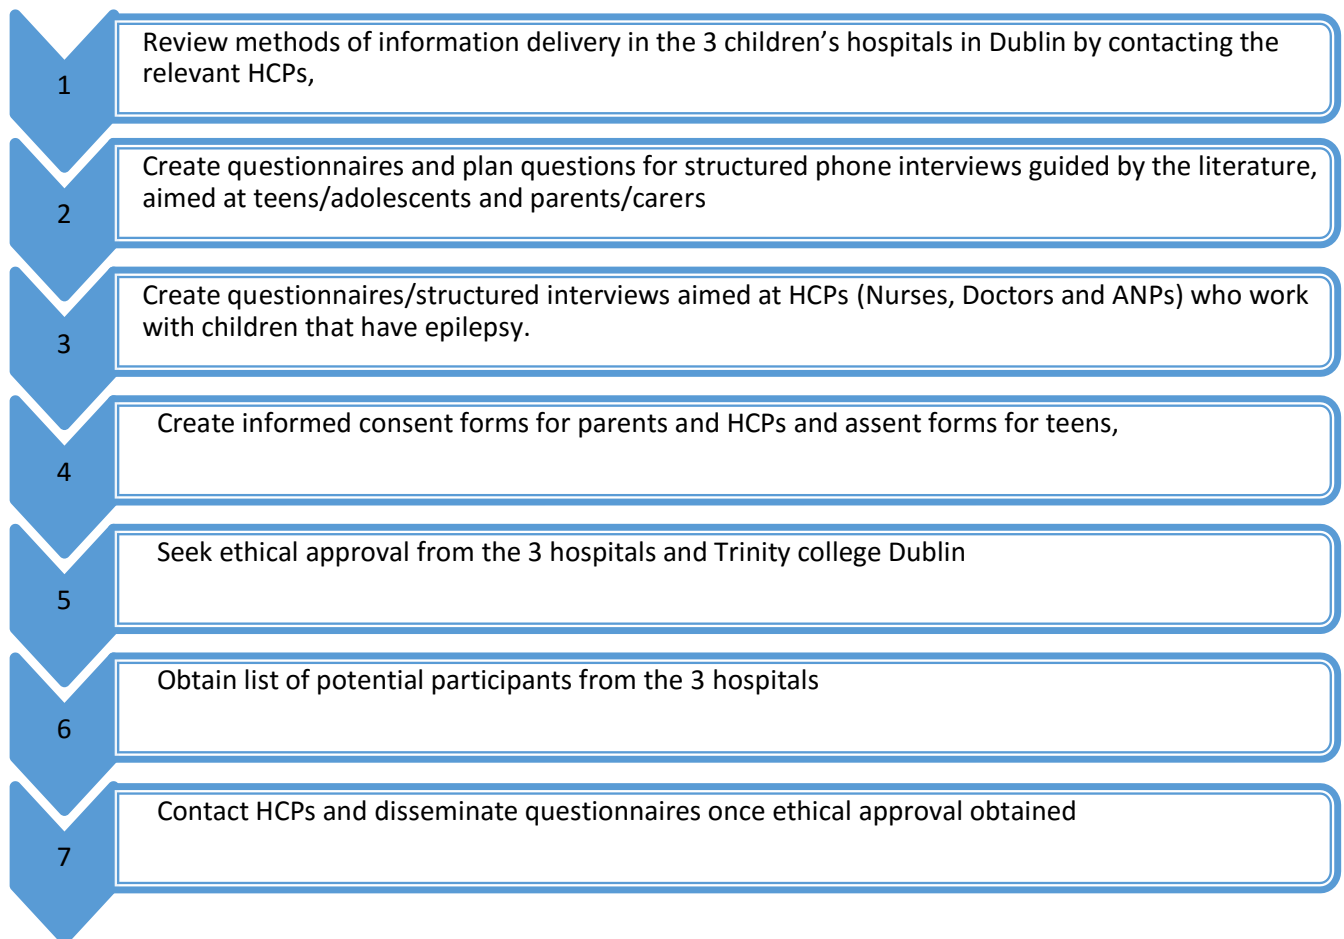 1
Review methods of information delivery in the 3 children’s hospitals in Dublin by contacting the
relevant HCPs,
2
Create questionnaires and plan questions for structured phone interviews guided by the literature,
aimed at teens/adolescents and parents/carers
3
Create questionnaires/structured interviews aimed at HCPs (Nurses, Doctors and ANPs) who work
with children that have epilepsy.
4
Create informed consent forms for parents and HCPs and assent forms for teens,
5
Seek ethical approval from the 3 hospitals and Trinity college Dublin
6
Obtain list of potential participants from the 3 hospitals
7
Contact HCPs and disseminate questionnaires once ethical approval obtained